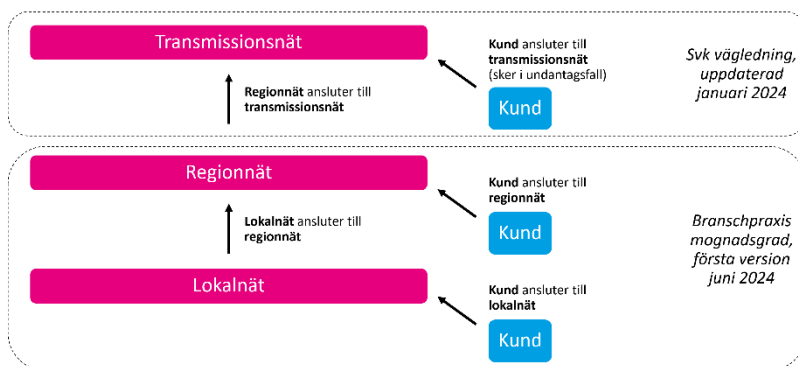 Transmissionsnät
Kund ansluter till
transmissionsnät
(sker i undantagsfall)
Svk vägledning,
uppdaterad
januari 2024
Regionnät ansluter till
transmissionsnät
Kund
Regionnät
Kund ansluter till
regionnät
Lokalnät ansluter till
regionnät
Kund
Branschpraxis
mognadsgrad,
första version
juni 2024
Lokalnät
Kund ansluter till
lokalnät
Kund